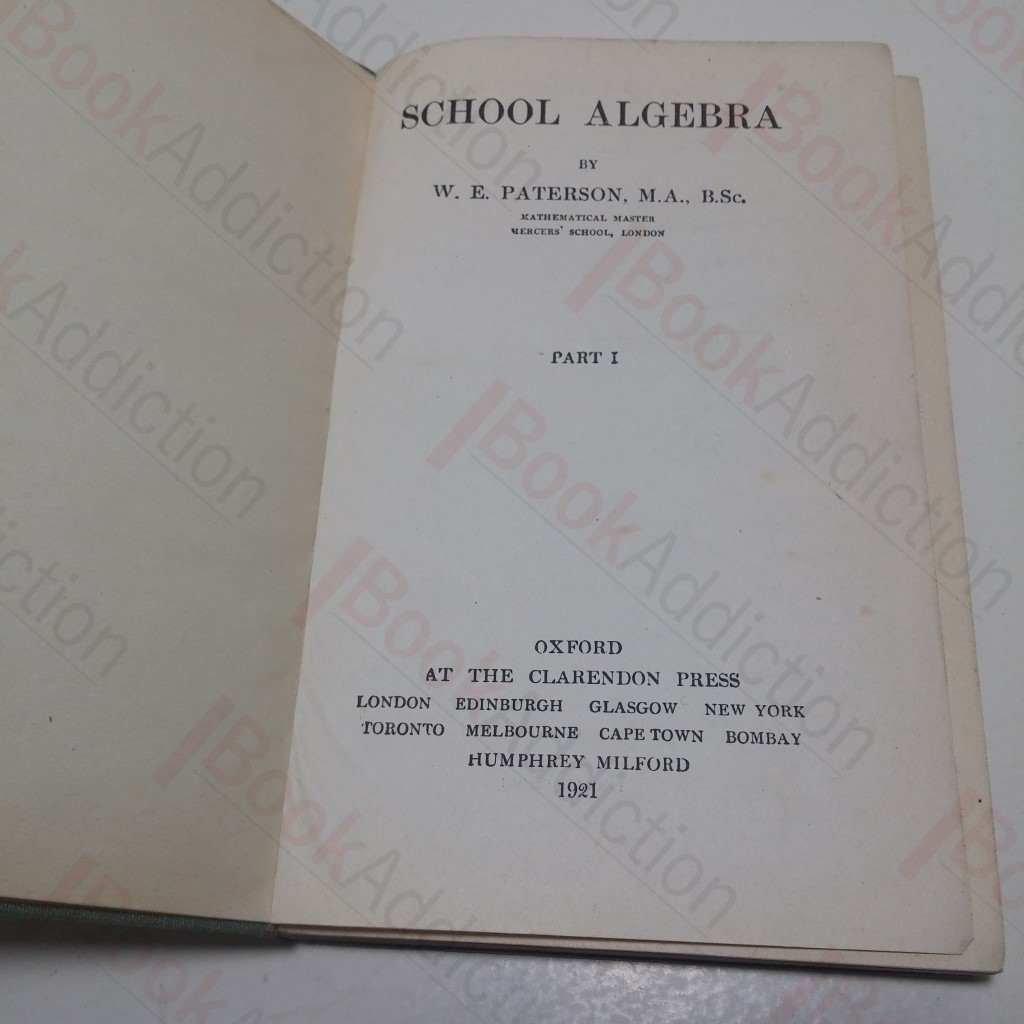 SCHOOL ALGEBRA
BY
W. E. PATERSON, M.A., B.Sc.
MATHEMATICAL MASTER
MERCERS' SCHOOL, LONDON
PART I
OXFORD
AT THE CLARENDON PRESS
LONDON EDINBURGH GLASGOW NEW YORK
TORONTO MELBOURNE CAPE TOWN BOMBAY
HUMPHREY MILFORD
1921
BookAddiction